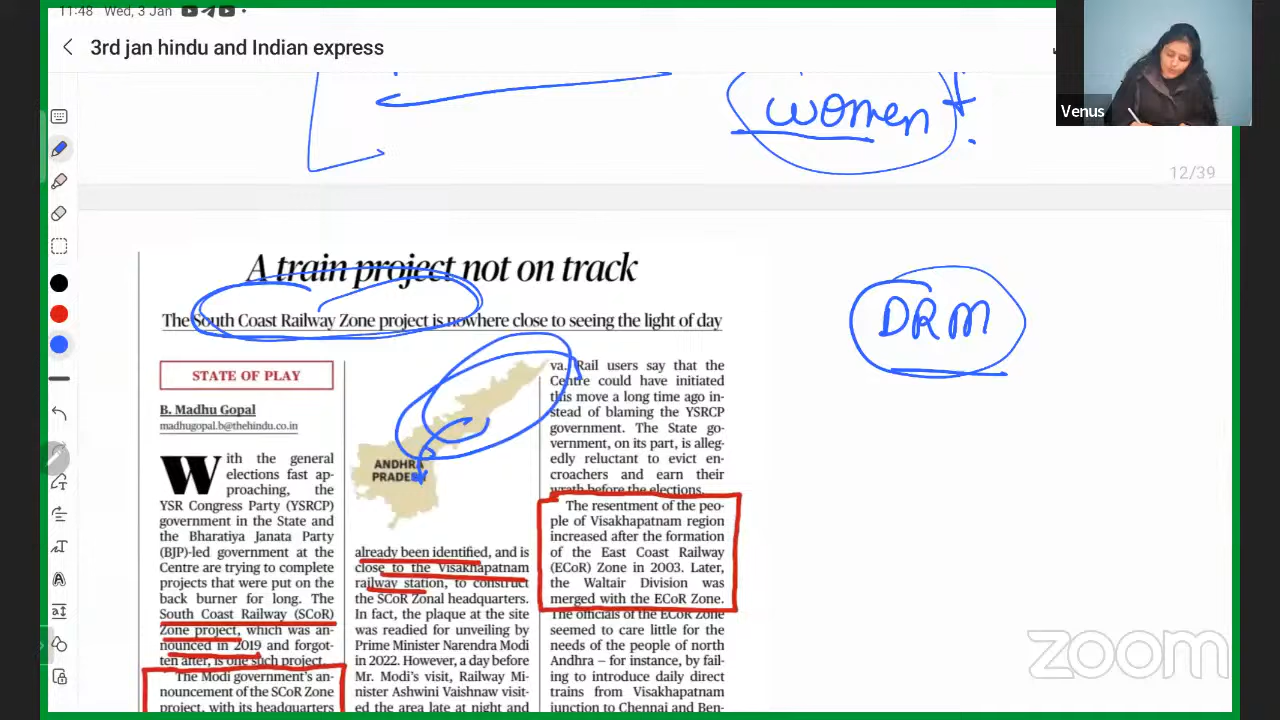 11:48 Wed, 3 Jan
3rd jan hindu and Indian express
Venus
women
12/39
A train project not on track
The South Coast Railway Zone project is nowhere close to seeing the light of day
DRM
STATE OF PLAY
B. Madhu Gopal
madhugopal.b@thehindu.co.in
With the general
elections fast ap-
proaching, the
YSR Congress Party (YSRCP)
government in the State and
the Bharatiya Janata Party
(BJP)-led government at the
Centre are trying to complete
projects that were put on the
back burner for long. The
South Coast Railway (SCoR)
Zone project, which was an-
nounced in 2019 and forgot-
ten after, is one such project.
The Modi government's an-
nouncement of the SCoR Zone
project, with its headquarters
ANDHRA
PRADESH
already been identified, and is
close to the Visakhapatnam
railway station, to construct
the SCoR Zonal headquarters.
In fact, the plaque at the site
was readied for unveiling by
Prime Minister Narendra Modi
in 2022. However, a day before
Mr. Modi's visit, Railway Mi-
nister Ashwini Vaishnaw visit-
ed the area late at night and
va. Rail users say that the
Centre could have initiated
this move a long time ago in-
stead of blaming the YSRCP
government. The State go-
vernment, on its part, is alleg-
edly reluctant to evict en-
croachers and earn their
wrath before the elections.
The resentment of the peo-
ple of Visakhapatnam region
increased after the formation
of the East Coast Railway
(ECoR) Zone in 2003. Later,
the Waltair Division was
merged with the ECoR Zone.
The officials of the ECoR Zone
seemed to care little for the
needs of the people of north
Andhra – for instance, by fail-
ing to introduce daily direct
trains from Visakhapatnam
junction to Chennai and Ben-
zoom